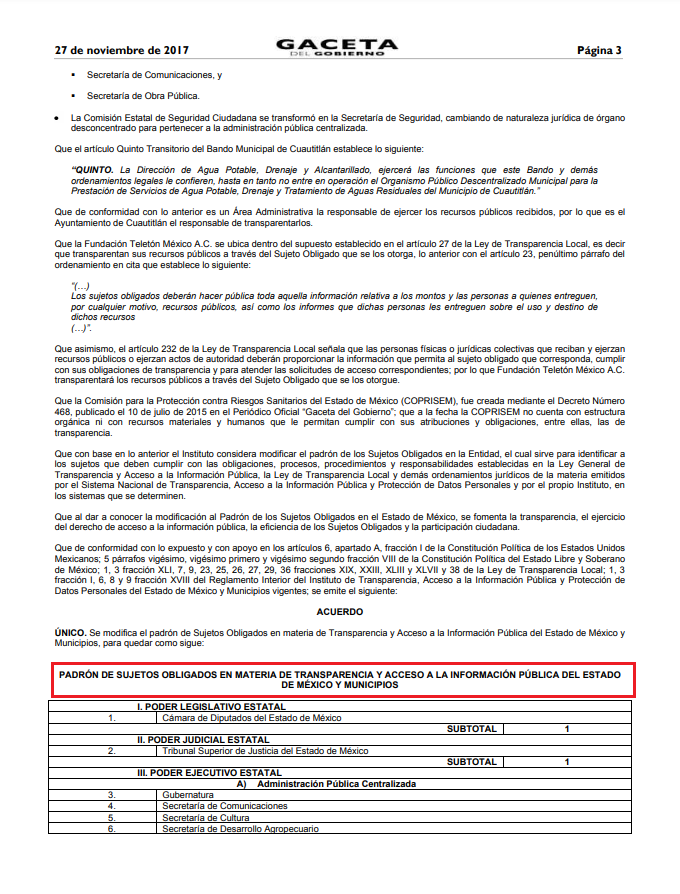 27 de noviembre de 2017
GACETA
DEL GOBIERNO
Página 3
▪ Secretaría de Comunicaciones, y
▪ Secretaría de Obra Pública.
● La Comisión Estatal de Seguridad Ciudadana se transformó en la Secretaría de Seguridad, cambiando de naturaleza jurídica de órgano
desconcentrado para pertenecer a la administración pública centralizada.
Que el artículo Quinto Transitorio del Bando Municipal de Cuautitlán establece lo siguiente:
“QUINTO. La Dirección de Agua Potable, Drenaje y Alcantarillado, ejercerá las funciones que este Bando y demás
ordenamientos legales le confieren, hasta en tanto no entre en operación el Organismo Público Descentralizado Municipal para la
Prestación de Servicios de Agua Potable, Drenaje y Tratamiento de Aguas Residuales del Municipio de Cuautitlán.”
Que de conformidad con lo anterior es un Área Administrativa la responsable de ejercer los recursos públicos recibidos, por lo que es el
Ayuntamiento de Cuautitlán el responsable de transparentarlos.
Que la Fundación Teletón México A.C. se ubica dentro del supuesto establecido en el artículo 27 de la Ley de Transparencia Local, es decir
que transparentan sus recursos públicos a través del Sujeto Obligado que se los otorga, lo anterior con el artículo 23, penúltimo párrafo del
ordenamiento en cita que establece lo siguiente:
“(…)
Los sujetos obligados deberán hacer pública toda aquella información relativa a los montos y las personas a quienes entreguen,
por cualquier motivo, recursos públicos, así como los informes que dichas personas les entreguen sobre el uso y destino de
dichos recursos
(…)”.
Que asimismo, el artículo 232 de la Ley de Transparencia Local señala que las personas físicas o jurídicas colectivas que reciban y ejerzan
recursos públicos o ejerzan actos de autoridad deberán proporcionar la información que permita al sujeto obligado que corresponda, cumplir
con sus obligaciones de transparencia y para atender las solicitudes de acceso correspondientes; por lo que Fundación Teletón México A.C.
transparentará los recursos públicos a través del Sujeto Obligado que se los otorgue.
Que la Comisión para la Protección contra Riesgos Sanitarios del Estado de México (COPRISEM), fue creada mediante el Decreto Número
468, publicado el 10 de julio de 2015 en el Periódico Oficial “Gaceta del Gobierno”; que a la fecha la COPRISEM no cuenta con estructura
orgánica ni con recursos materiales y humanos que le permitan cumplir con sus atribuciones y obligaciones, entre ellas, las de
transparencia.
Que con base en lo anterior el Instituto considera modificar el padrón de los Sujetos Obligados en la Entidad, el cual sirve para identificar a
los sujetos que deben cumplir con las obligaciones, procesos, procedimientos y responsabilidades establecidas en la Ley General de
Transparencia y Acceso a la Información Pública, la Ley de Transparencia Local y demás ordenamientos jurídicos de la materia emitidos
por el Sistema Nacional de Transparencia, Acceso a la Información Pública y Protección de Datos Personales y por el propio Instituto, en
los sistemas que se determinen.
Que al dar a conocer la modificación al Padrón de los Sujetos Obligados en el Estado de México, se fomenta la transparencia, el ejercicio
del derecho de acceso a la información pública, la eficiencia de los Sujetos Obligados y la participación ciudadana.
Que de conformidad con lo expuesto y con apoyo en los artículos 6, apartado A, fracción I de la Constitución Política de los Estados Unidos
Mexicanos; 5 párrafos vigésimo, vigésimo primero y vigésimo segundo fracción VIII de la Constitución Política del Estado Libre y Soberano
de México; 1, 3 fracción XLI, 7, 9, 23, 25, 26, 27, 29, 36 fracciones XIX, XXIII, XLIII y XLVII y 38 de la Ley de Transparencia Local; 1, 3
fracción I, 6, 8 y 9 fracción XVIII del Reglamento Interior del Instituto de Transparencia, Acceso a la Información Pública y Protección de
Datos Personales del Estado de México y Municipios vigentes; se emite el siguiente:
ACUERDO
ÚNICO. Se modifica el padrón de Sujetos Obligados en materia de Transparencia y Acceso a la Información Pública del Estado de México y
Municipios, para quedar como sigue:
PADRÓN DE SUJETOS OBLIGADOS EN MATERIA DE TRANSPARENCIA Y ACCESO A LA INFORMACIÓN PÚBLICA DEL ESTADO
DE MÉXICO Y MUNICIPIOS
I. PODER LEGISLATIVO ESTATAL
1. Cámara de Diputados del Estado de México
SUBTOTAL 1
II. PODER JUDICIAL ESTATAL
2. Tribunal Superior de Justicia del Estado de México
SUBTOTAL 1
III. PODER EJECUTIVO ESTATAL
A) Administración Pública Centralizada
3. Gubernatura
4. Secretaría de Comunicaciones
5. Secretaría de Cultura
6. Secretaría de Desarrollo Agropecuario